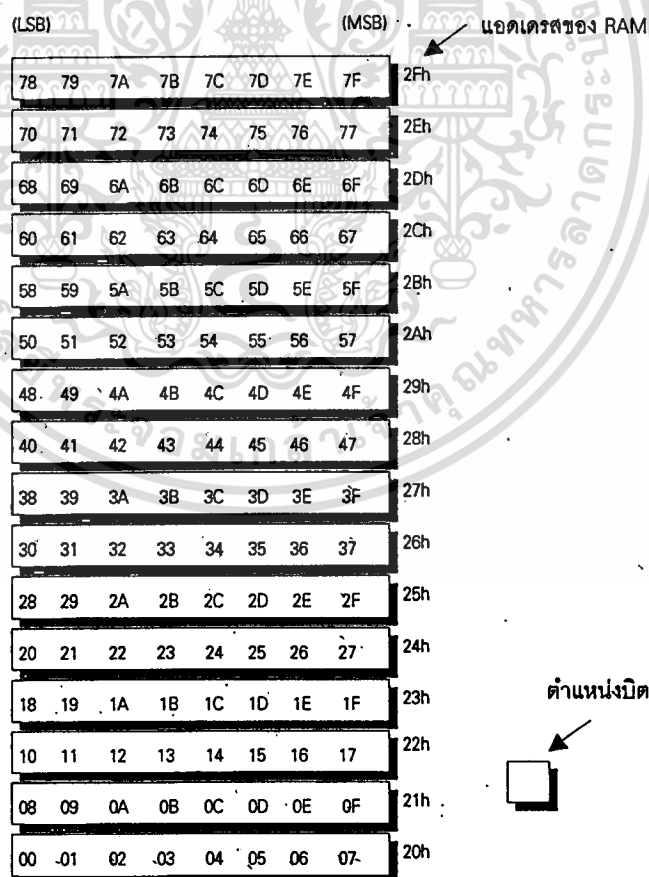 (LSB) (MSB) แอดเดรสของ RAM
78 79 7A 7B 7C 7D 7E 7F 2Fh
70 71 72 73 74 75 76 77 2Eh
68 69 6A 6B 6C 6D 6E 6F 2Dh
60 61 62 63 64 65 66 67 2Ch
58 59 5A 5B 5C 5D 5E 5F 2Bh
50 51 52 53 54 55 56 57 2Ah
48 49 4A 4B 4C 4D 4E 4F 29h
40 41 42 43 44 45 46 47 28h
38 39 3A 3B 3C 3D 3E 3F 27h
30 31 32 33 34 35 36 37 26h
28 29 2A 2B 2C 2D 2E 2F 25h
20 21 22 23 24 25 26 27 24h
18 19 1A 1B 1C 1D 1E 1F 23h
ตำแหน่งบิต
10 11 12 13 14 15 16 17 22h
08 09 0A 0B 0C 0D 0E 0F 21h
00 01 02 03 04 05 06 07 20h